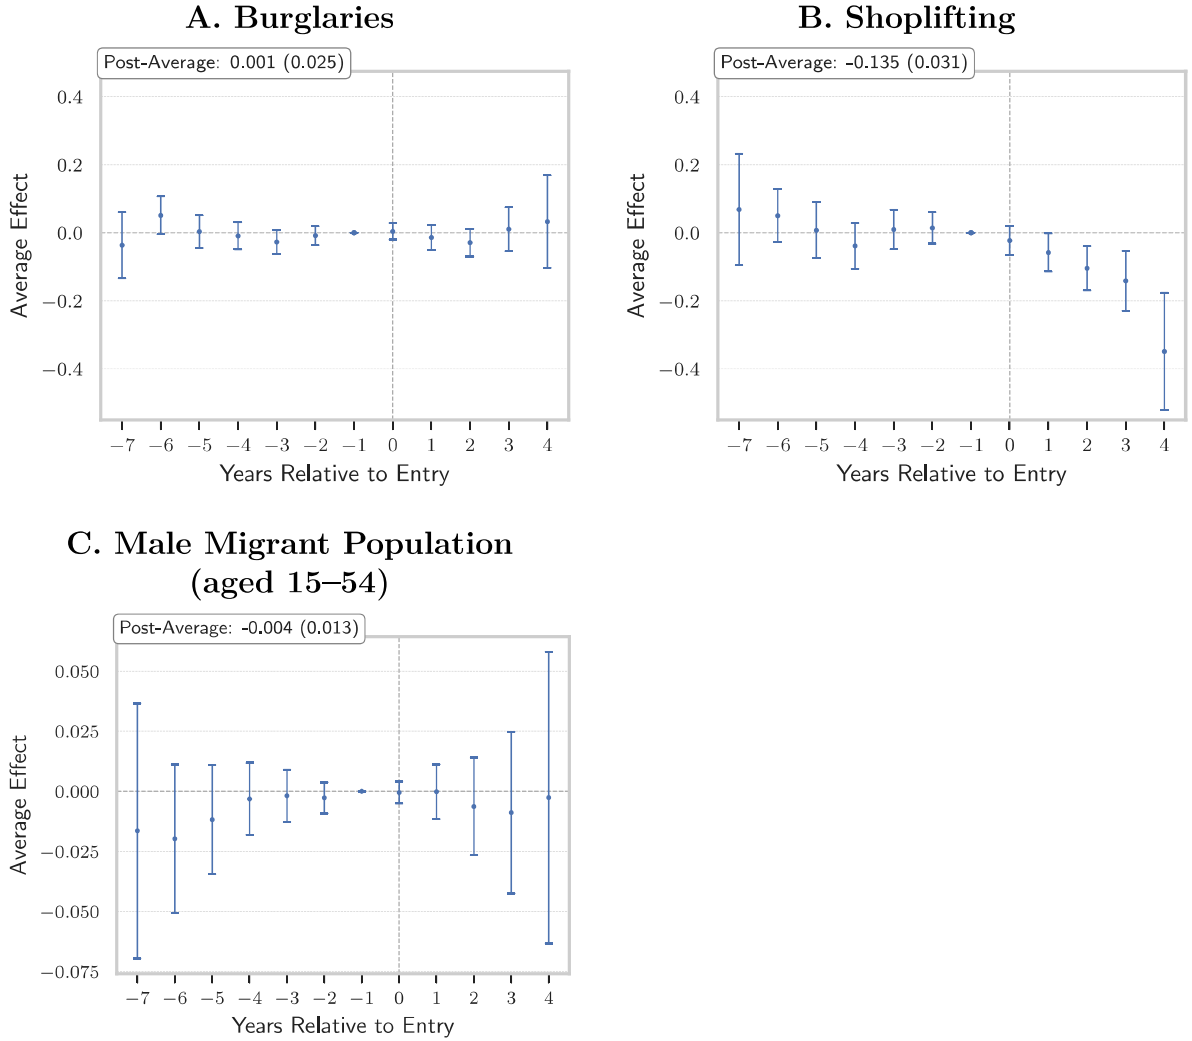 A. Burglaries
Post-Average: 0.001 (0.025)
0.4
0.2
0.0
−0.2
−0.4
Average Effect
−7 −6 −5 −4 −3 −2 −1 0 1 2 3 4
Years Relative to Entry
B. Shoplifting
Post-Average: -0.135 (0.031)
0.4
0.2
0.0
−0.2
−0.4
Average Effect
−7 −6 −5 −4 −3 −2 −1 0 1 2 3 4
Years Relative to Entry
C. Male Migrant Population
(aged 15–54)
Post-Average: -0.004 (0.013)
0.050
0.025
0.000
−0.025
−0.050
−0.075
Average Effect
−7 −6 −5 −4 −3 −2 −1 0 1 2 3 4
Years Relative to Entry